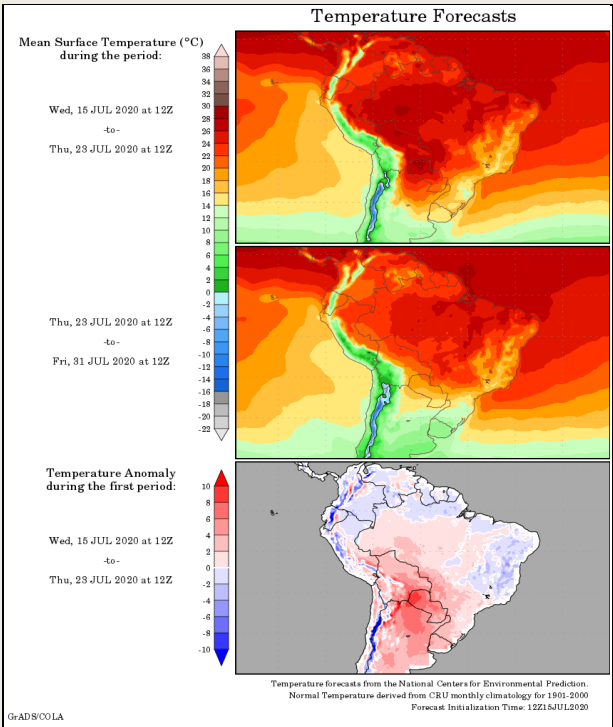 Temperature Forecasts
Mean Surface Temperature (°C)
during the period:
Wed, 15 JUL 2020 at 12Z
-to-
Thu, 23 JUL 2020 at 12Z
38
36
34
32
30
28
26
24
22
20
18
16
14
12
10
8
6
4
2
0
-2
-4
-6
-8
-10
-12
-14
-16
-18
-20
-22
Thu, 23 JUL 2020 at 12Z
-to-
Fri, 31 JUL 2020 at 12Z
Temperature Anomaly
during the first period:
Wed, 15 JUL 2020 at 12Z
-to-
Thu, 23 JUL 2020 at 12Z
10
8
6
4
2
0
-2
-4
-6
-8
-10
Temperature forecasts from the National Centers for Environmental Prediction.
Normal Temperature derived from CRU monthly climatology for 1901-2000
Forecast Initialization Time: 12Z15JUL2020
GrADS/COLA